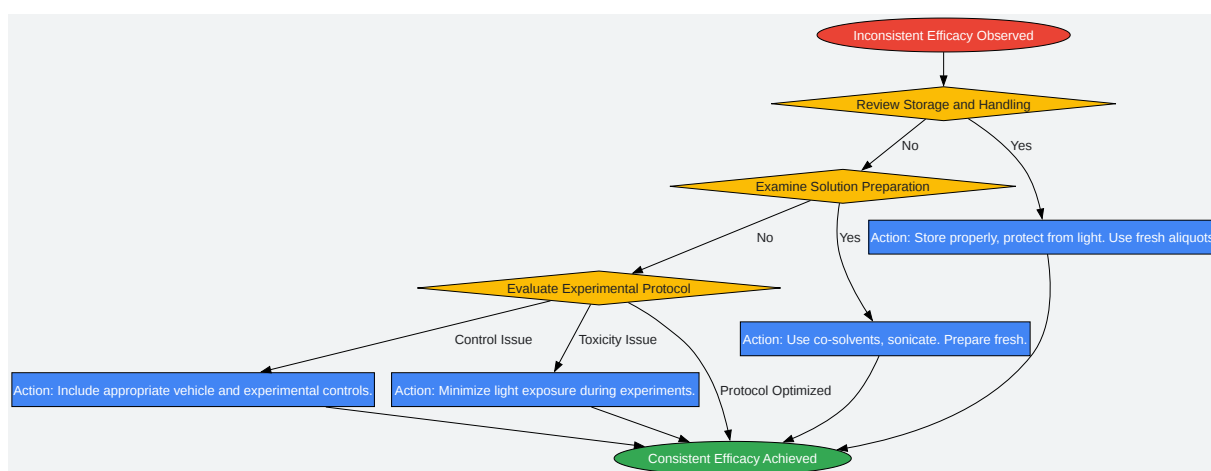 Inconsistent Efficacy Observed
Review Storage and Handling
No
Yes
Examine Solution Preparation
No
Yes
Action: Store properly, protect from light. Use fresh aliquots
Evaluate Experimental Protocol
Control Issue
Toxicity Issue
Action: Use co-solvents, sonicate. Prepare fresh.
Action: Include appropriate vehicle and experimental controls.
Action: Minimize light exposure during experiments.
Protocol Optimized
Consistent Efficacy Achieved